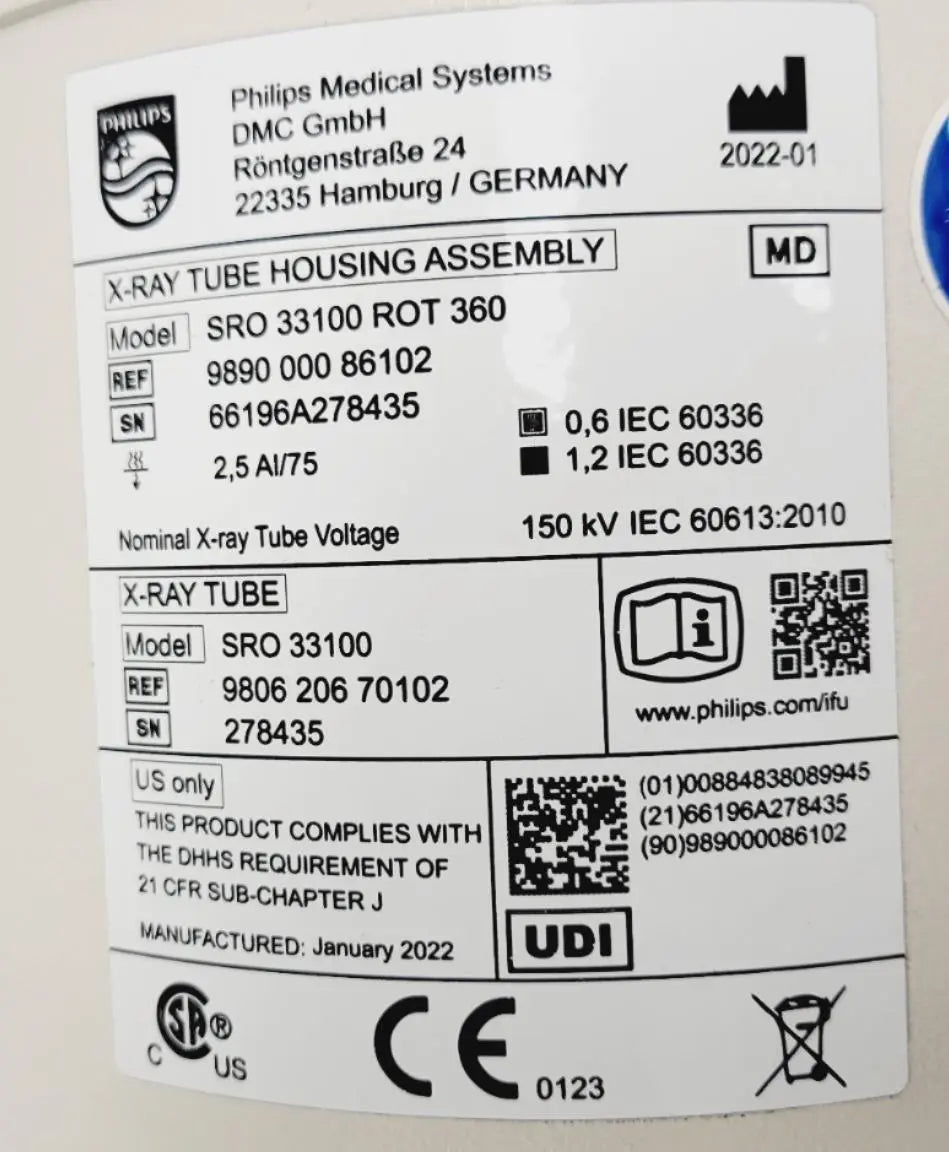 PHILIPS
Philips Medical Systems
DMC GmbH
Röntgenstraße 24
22335 Hamburg / GERMANY
2022-01
X-RAY TUBE HOUSING ASSEMBLY
MD
Model SRO 33100 ROT 360
REF 9890 000 86102
SN 66196A278435
0,6 IEC 60336
2,5 Al/75
1,2 IEC 60336
Nominal X-ray Tube Voltage 150 kV IEC 60613:2010
X-RAY TUBE
Model SRO 33100
REF 9806 206 70102
SN 278435
i
www.philips.com/ifu
US only
THIS PRODUCT COMPLIES WITH
THE DHHS REQUIREMENT OF
21 CFR SUB-CHAPTER J
MANUFACTURED: January 2022
(01)00884838089945
(21)66196A278435
(90)989000086102
UDI
SA®
C US
CE 0123